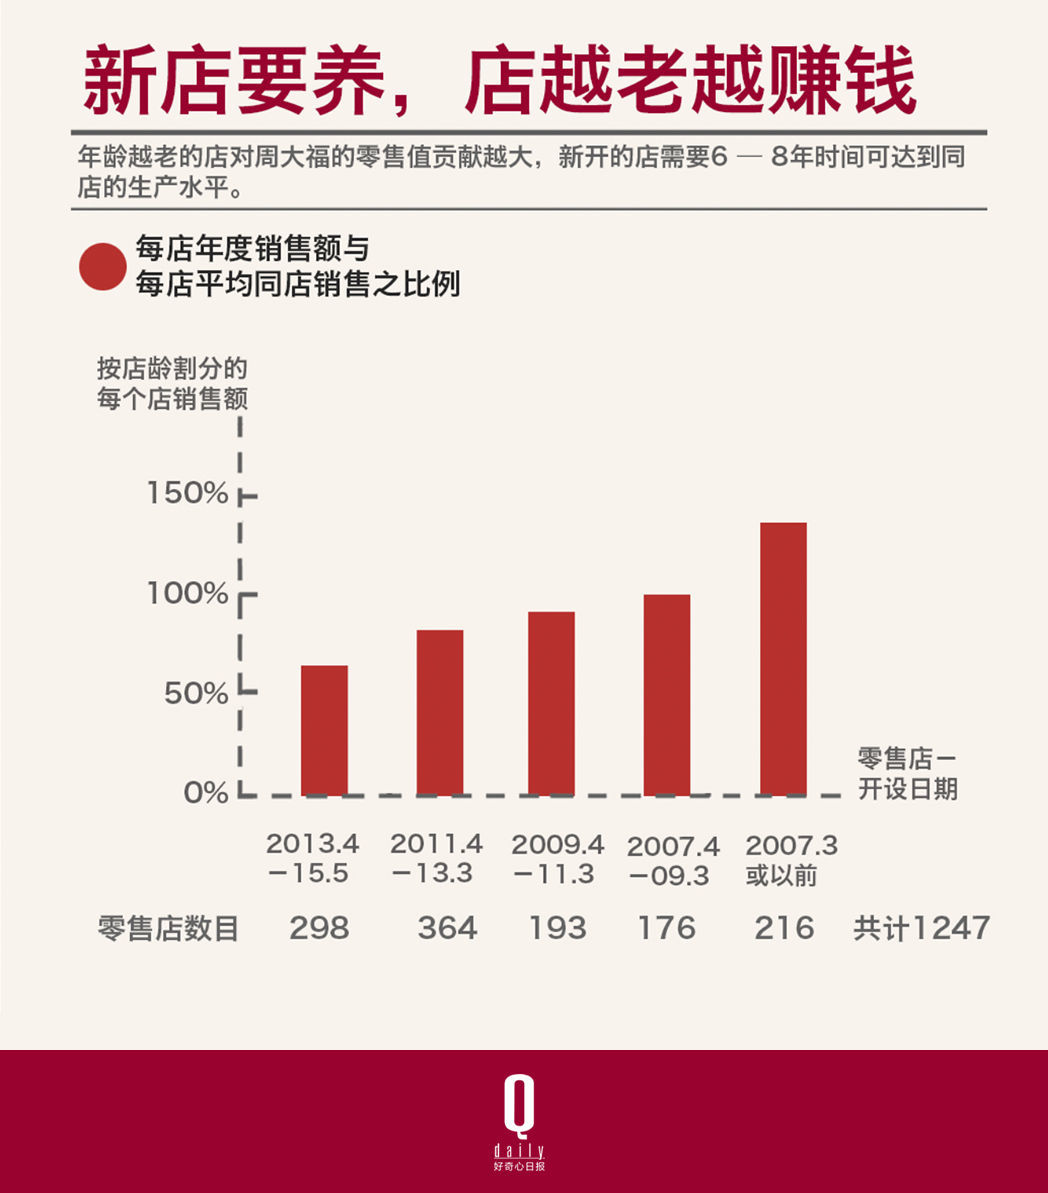 新店要养，店越老越赚钱
年龄越老的店对周大福的零售值贡献越大，新开的店需要6 — 8年时间可达到同
店的生产水平。
每店年度销售额与
每店平均同店销售之比例
按店龄割分的
每个店销售额
150%
100%
50%
0%
零售店—
开设日期
2013.4 2011.4 2009.4 2007.4 2007.3
—15.5 —13.3 —11.3 —09.3 或以前
零售店数目 298 364 193 176 216 共计1247
Q
daily
好奇心日报